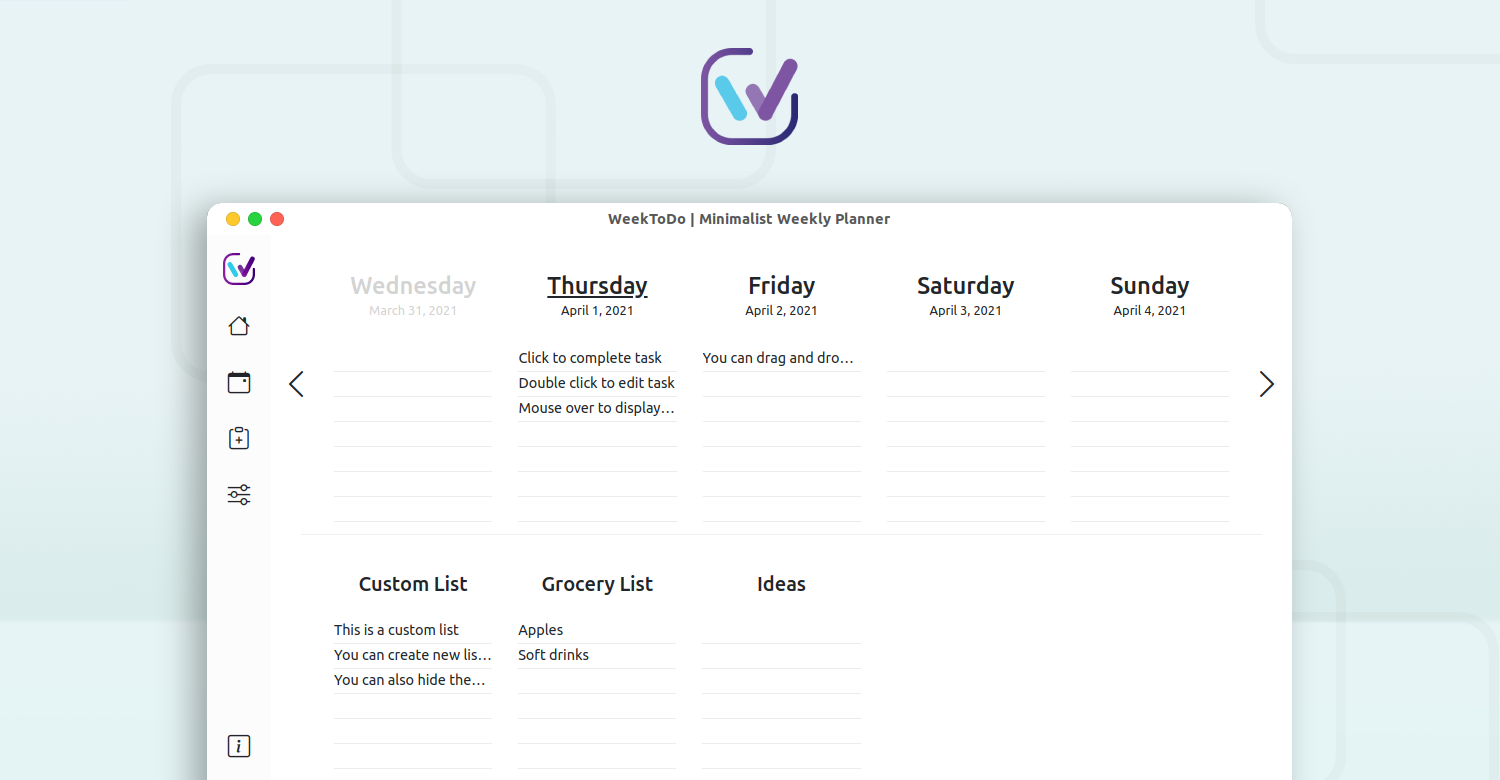 WeekToDo | Minimalist Weekly Planner
Wednesday
March 31, 2021
Thursday
April 1, 2021
Click to complete task
Double click to edit task
Mouse over to display...
Friday
April 2, 2021
You can drag and dro...
Saturday
April 3, 2021
Sunday
April 4, 2021
Custom List
This is a custom list
You can create new lis...
You can also hide the...
Grocery List
Apples
Soft drinks
Ideas